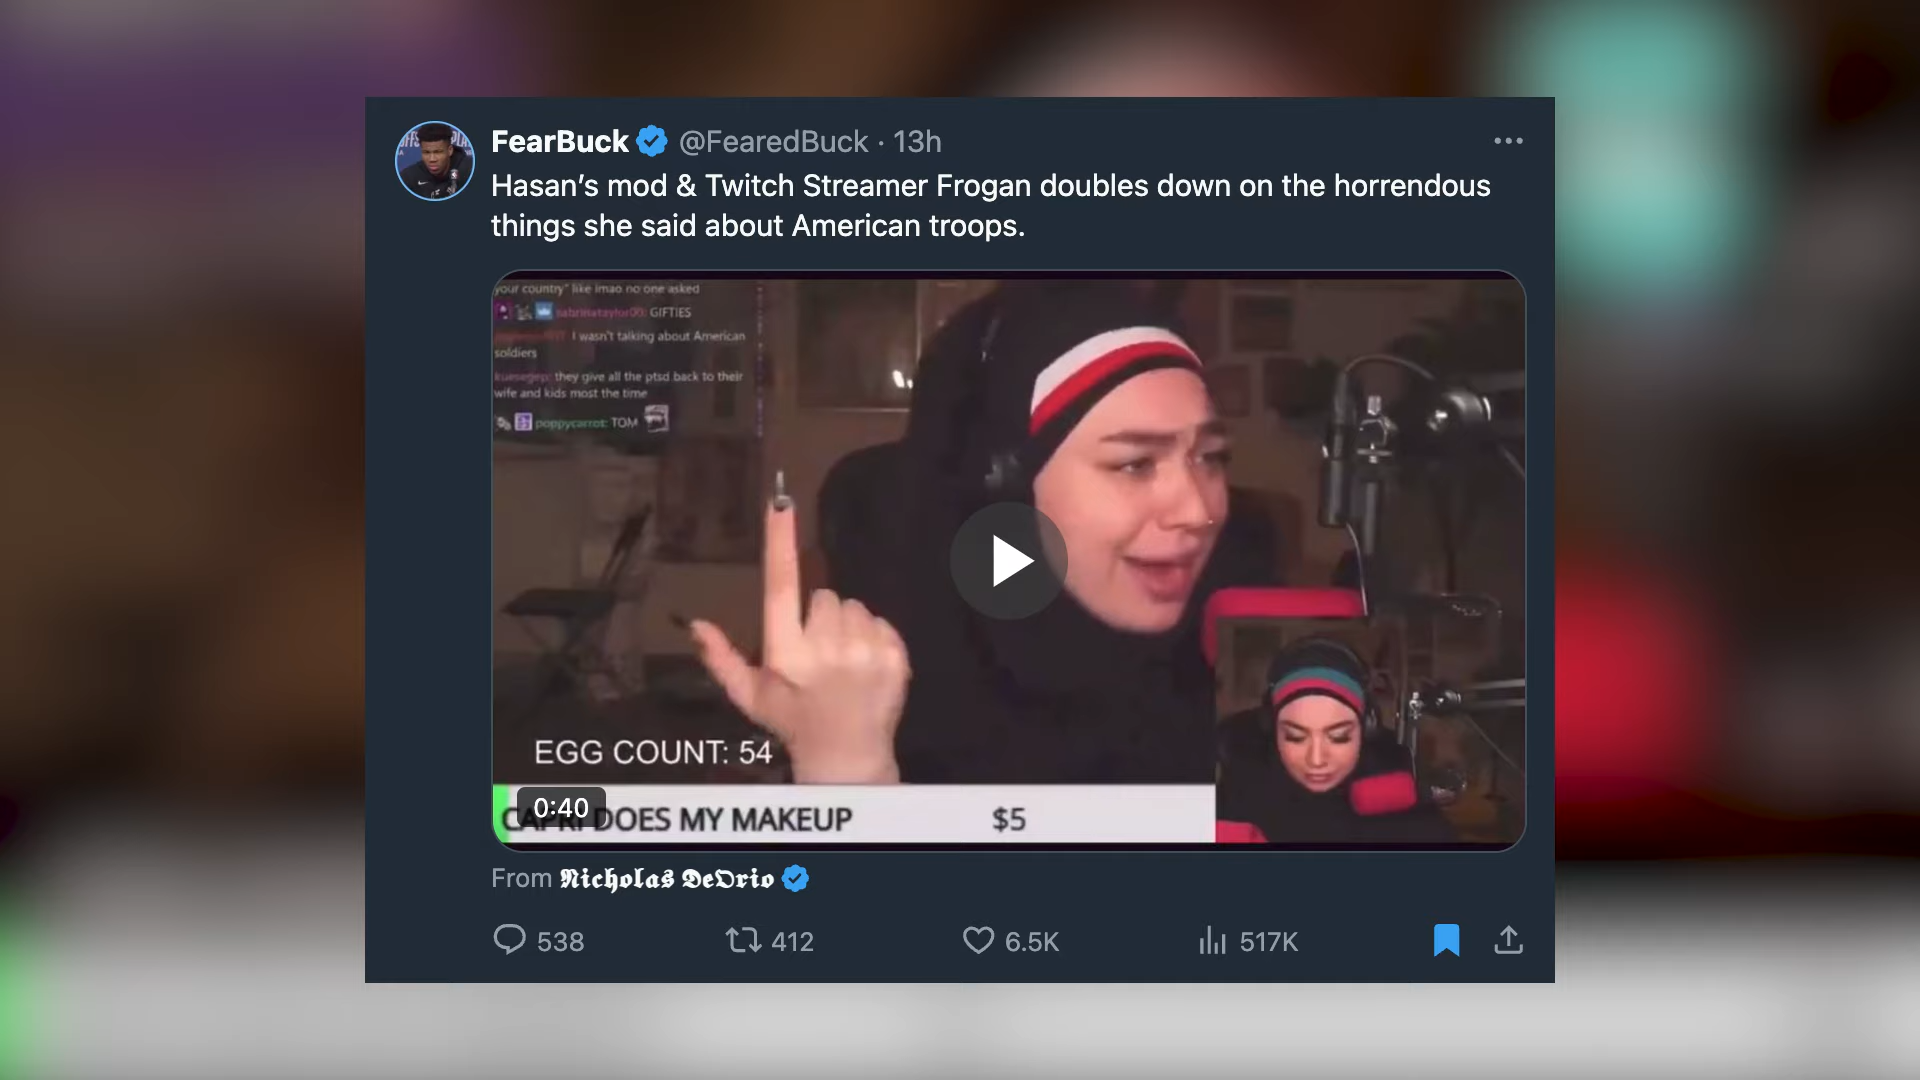 FearBuck @FearedBuck · 13h
Hasan’s mod & Twitch Streamer Frogan doubles down on the horrendous
things she said about American troops.
your country" like lmao no one asked
sabrinataylor00: GIFTIES
I wasn't talking about American
soldiers
they give all the ptsd back to their
wife and kids most the time
poppycarrot: TOM
EGG COUNT: 54
0:40
CAPRI DOES MY MAKEUP $5
From 𝕹𝖎𝖈𝖍𝖔𝖑𝖆𝖘 𝕯𝖊𝕺𝖗𝖎𝖔
538 412 6.5K 517K